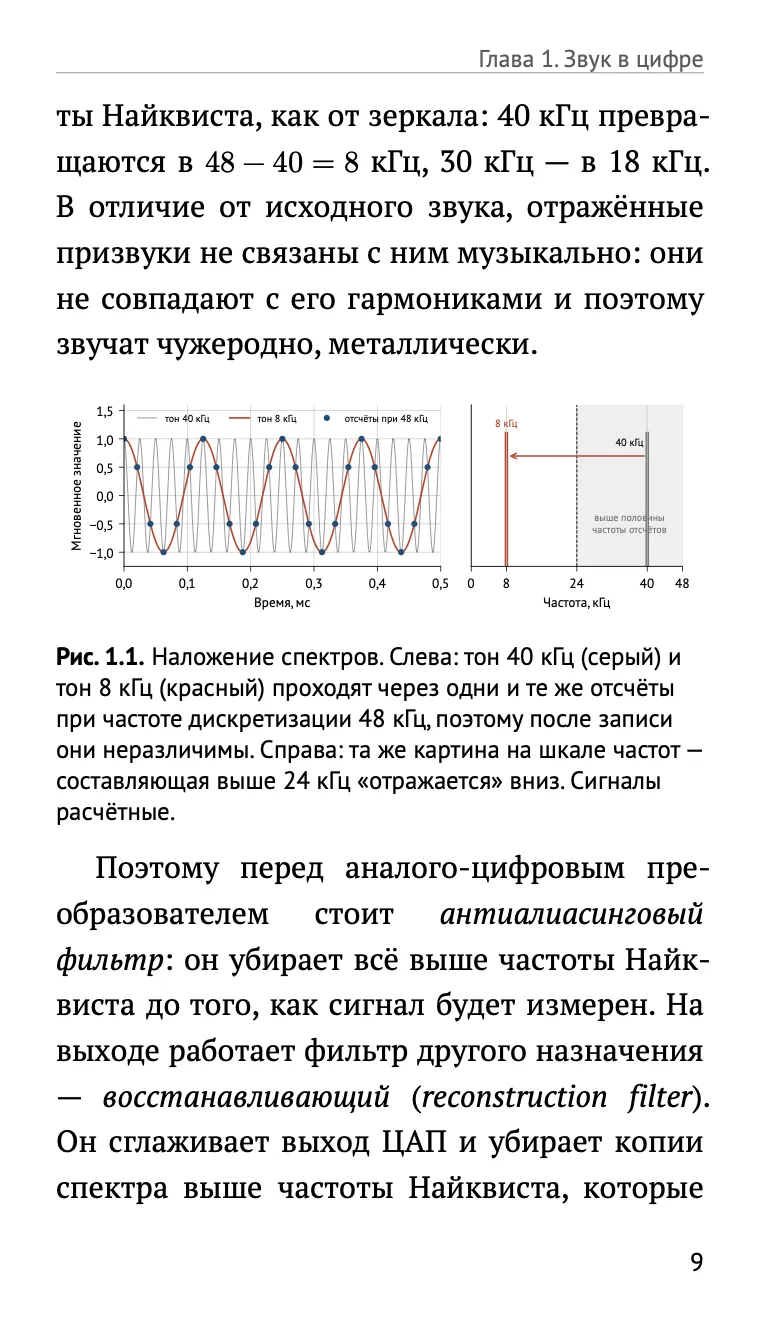 Глава 1. Звук в цифре
ты Найквиста, как от зеркала: 40 кГц превра-
щаются в 48 − 40 = 8 кГц, 30 кГц — в 18 кГц.
В отличие от исходного звука, отражённые
призвуки не связаны с ним музыкально: они
не совпадают с его гармониками и поэтому
звучат чужеродно, металлически.
Мгновенное значение
1,5
1,0
0,5
0,0
−0,5
−1,0
тон 40 кГц
тон 8 кГц
отсчёты при 48 кГц
0,0 0,1 0,2 0,3 0,4 0,5
Время, мс
8 кГц
40 кГц
выше половины
частоты отсчётов
0 8 24 40 48
Частота, кГц
Рис. 1.1. Наложение спектров. Слева: тон 40 кГц (серый) и
тон 8 кГц (красный) проходят через одни и те же отсчёты
при частоте дискретизации 48 кГц, поэтому после записи
они неразличимы. Справа: та же картина на шкале частот —
составляющая выше 24 кГц «отражается» вниз. Сигналы
расчётные.
Поэтому перед аналого-цифровым пре-
образователем стоит антиалиасинговый
фильтр: он убирает всё выше частоты Найк-
виста до того, как сигнал будет измерен. На
выходе работает фильтр другого назначения
— восстанавливающий (reconstruction filter).
Он сглаживает выход ЦАП и убирает копии
спектра выше частоты Найквиста, которые
9